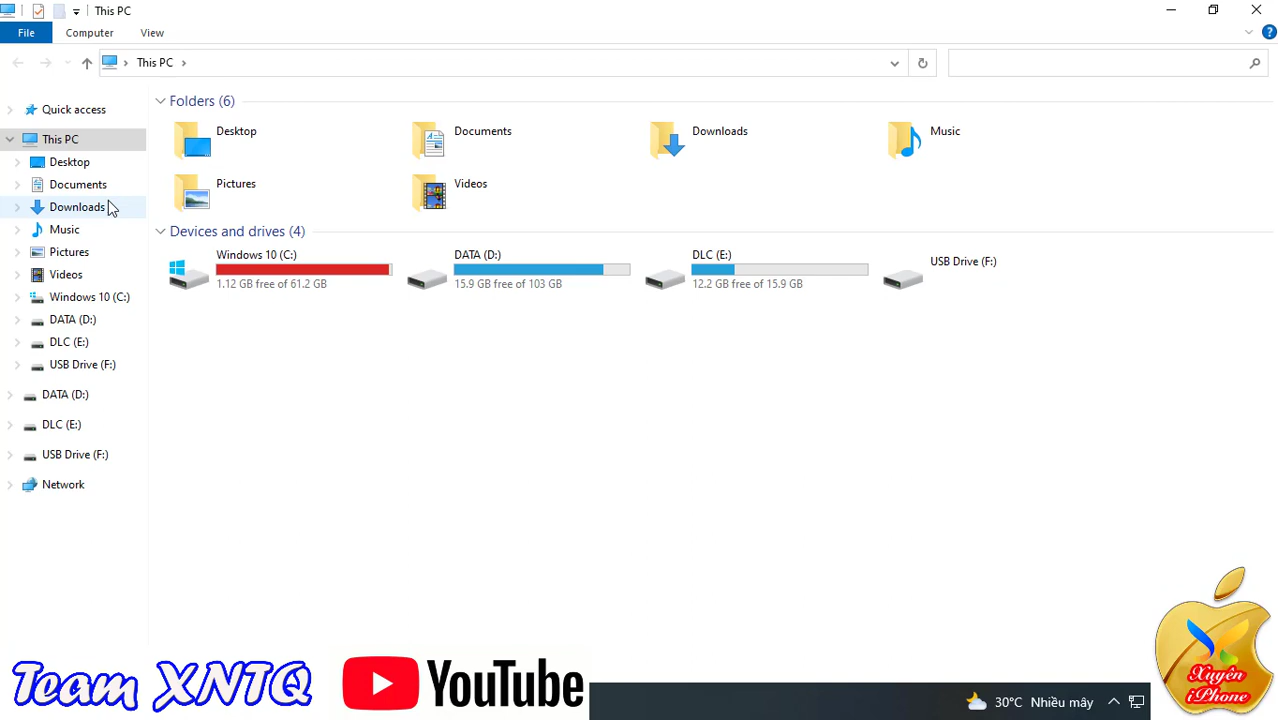 This PC
File Computer View
This PC
Quick access
This PC
Desktop
Documents
Downloads
Music
Pictures
Videos
Windows 10 (C:)
DATA (D:)
DLC (E:)
USB Drive (F:)
DATA (D:)
DLC (E:)
USB Drive (F:)
Network
Folders (6)
Desktop
Documents
Downloads
Music
Pictures
Videos
Devices and drives (4)
Windows 10 (C:)
1.12 GB free of 61.2 GB
DATA (D:)
15.9 GB free of 103 GB
DLC (E:)
12.2 GB free of 15.9 GB
USB Drive (F:)
Team XNTQ
YouTube
30°C Nhiều mây
Xuyên
iPhone